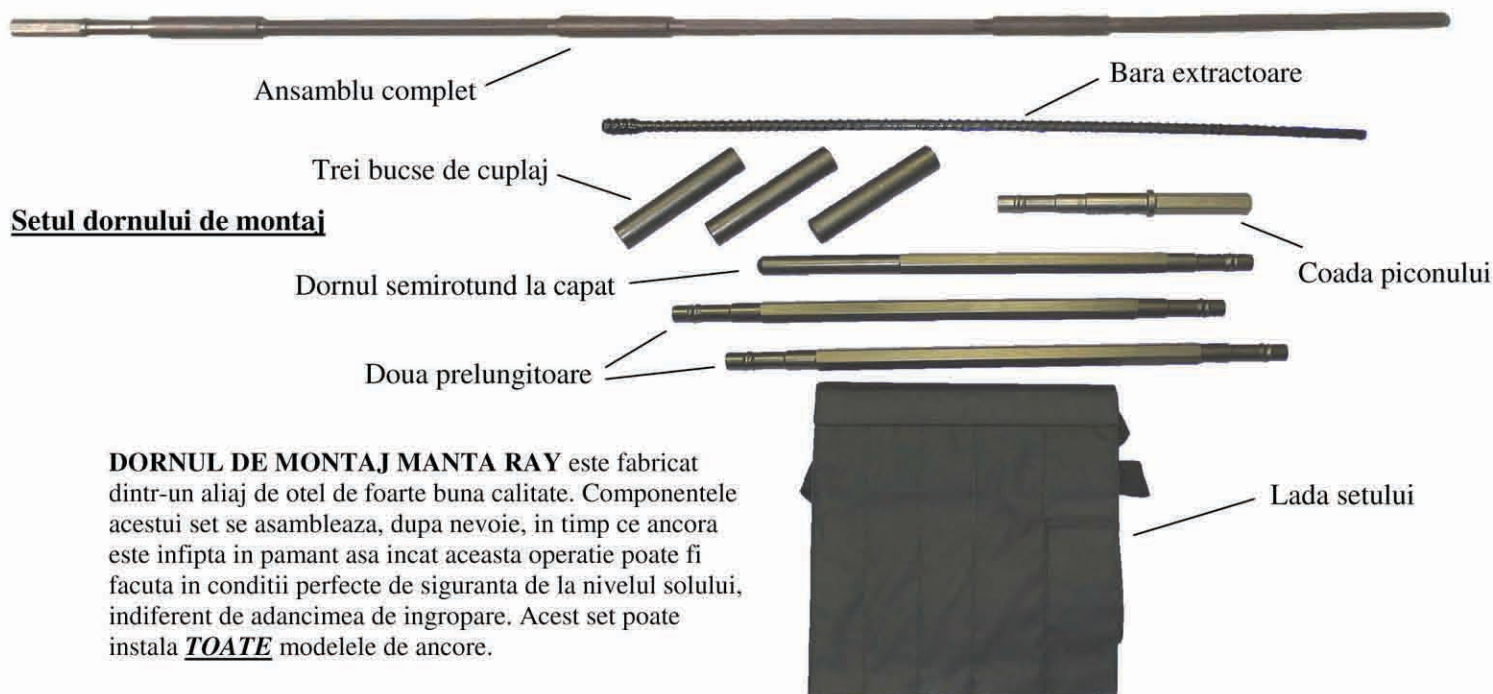 Ansamblu complet
Bara extractoare
Trei bucse de cuplaj
Setul dornului de montaj
Dornul semirotund la capat
Coada piconului
Doua prelungitoare
DORNUL DE MONTAJ MANTA RAY este fabricat
dintr-un aliaj de otel de foarte buna calitate. Componentele
acestui set se asambleaza, dupa nevoie, in timp ce ancora
este infipta in pamant asa incat aceasta operatie poate fi
facuta in conditii perfecte de siguranta de la nivelul solului,
indiferent de adancimea de ingropare. Acest set poate
instala TOATE modelele de ancore.
Lada setului